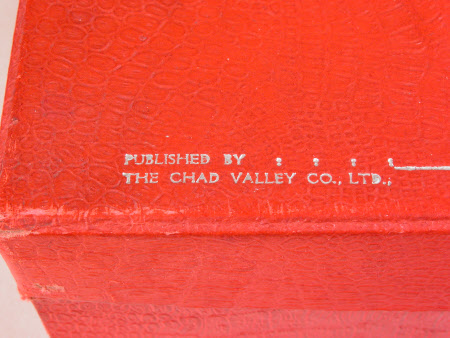 PUBLISHED BY : : : :
THE CHAD VALLEY CO., LTD.,